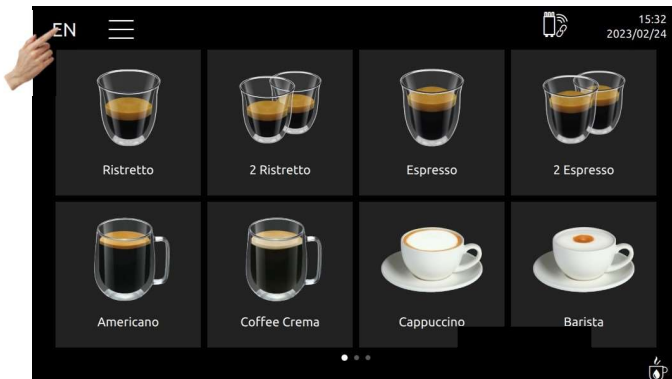 EN
15:32
2023/02/24
Ristretto
2 Ristretto
Espresso
2 Espresso
Americano
Coffee Crema
Cappuccino
Barista